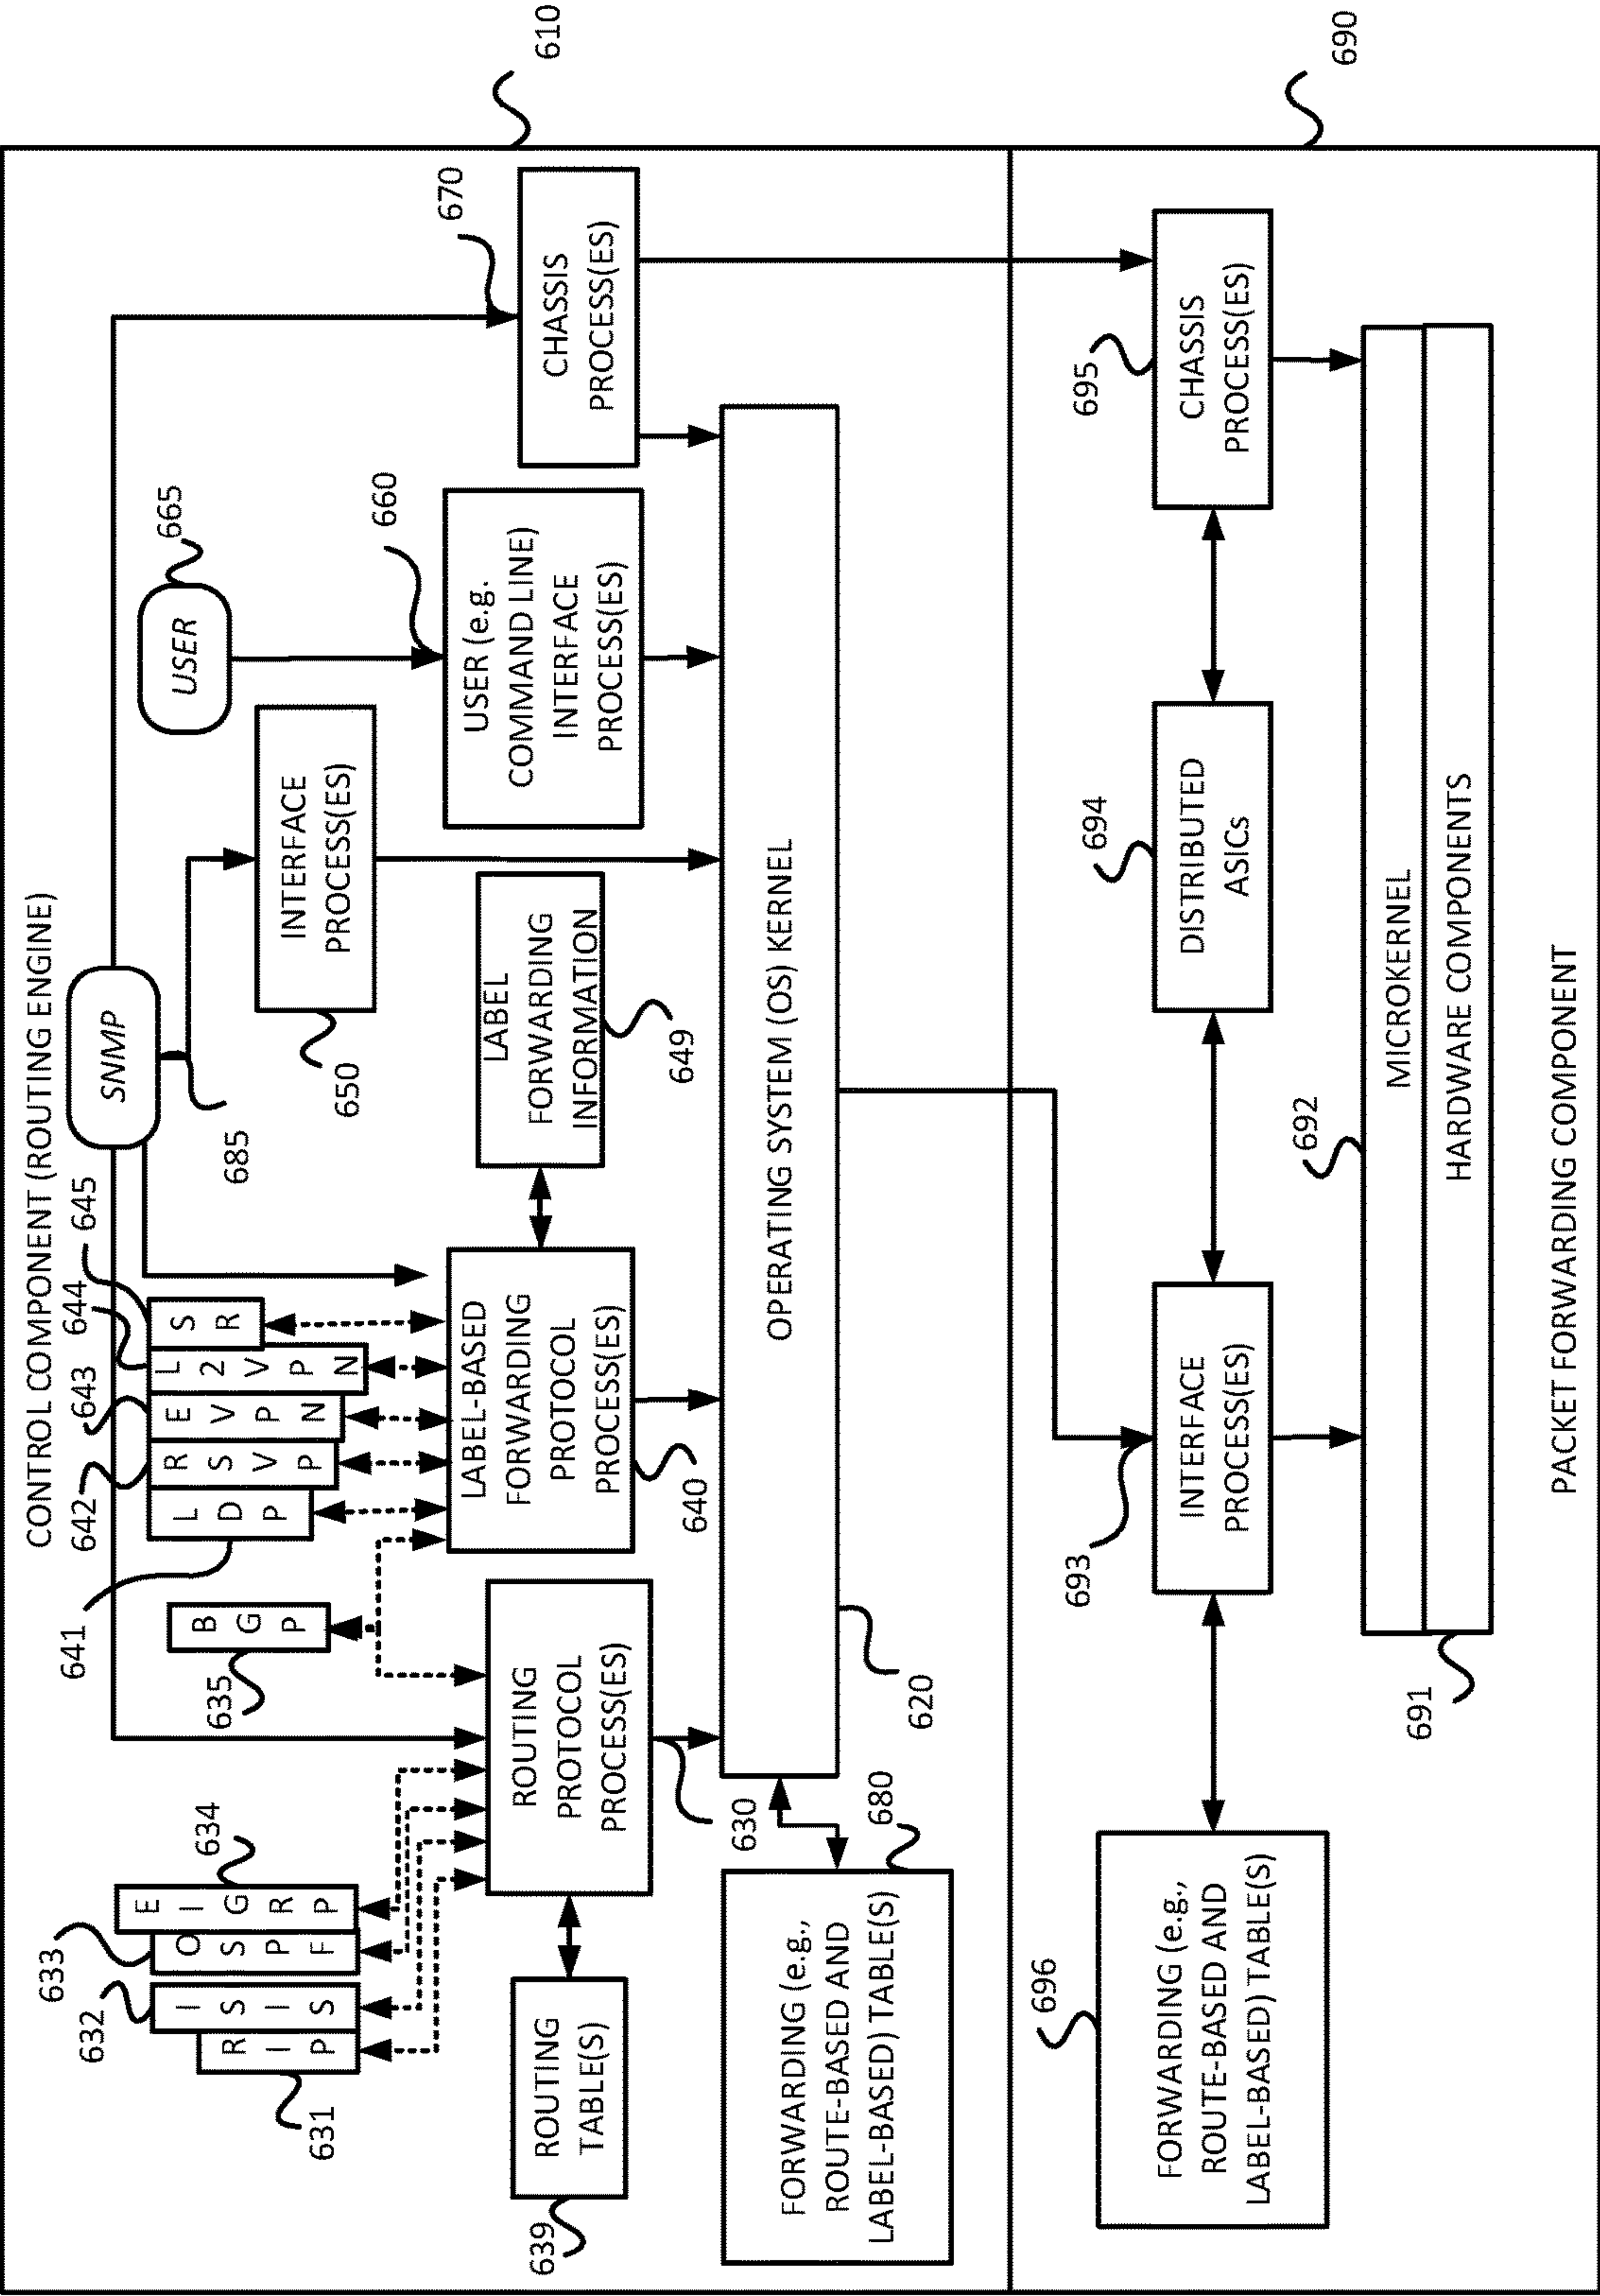 CONTROL COMPONENT (ROUTING ENGINE)
610
SNMP
685
USER
665
631
R I P
632
I S I S
633
O S P F
634
E I G R P
635
B G P
641
L D P
642
R S V P
643
E V P N
644
L 2 V P N
645
S R
INTERFACE
PROCESS(ES)
650
USER (e.g.
COMMAND LINE)
INTERFACE
PROCESS(ES)
660
CHASSIS
PROCESS(ES)
670
639
ROUTING
TABLE(S)
ROUTING
PROTOCOL
PROCESS(ES)
630
LABEL-BASED
FORWARDING
PROTOCOL
PROCESS(ES)
640
LABEL
FORWARDING
INFORMATION
649
OPERATING SYSTEM (OS) KERNEL
620
FORWARDING (e.g.,
ROUTE-BASED AND
LABEL-BASED) TABLE(S)
680
690
696
FORWARDING (e.g.,
ROUTE-BASED AND
LABEL-BASED) TABLE(S)
693
INTERFACE
PROCESS(ES)
694
DISTRIBUTED
ASICs
695
CHASSIS
PROCESS(ES)
692
MICROKERNEL
691
HARDWARE COMPONENTS
PACKET FORWARDING COMPONENT